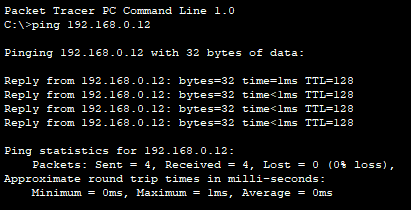 Packet Tracer PC Command Line 1.0
C:\>ping 192.168.0.12
Pinging 192.168.0.12 with 32 bytes of data:
Reply from 192.168.0.12: bytes=32 time=1ms TTL=128
Reply from 192.168.0.12: bytes=32 time<1ms TTL=128
Reply from 192.168.0.12: bytes=32 time<1ms TTL=128
Reply from 192.168.0.12: bytes=32 time<1ms TTL=128
Ping statistics for 192.168.0.12:
Packets: Sent = 4, Received = 4, Lost = 0 (0% loss),
Approximate round trip times in milli-seconds:
Minimum = 0ms, Maximum = 1ms, Average = 0ms